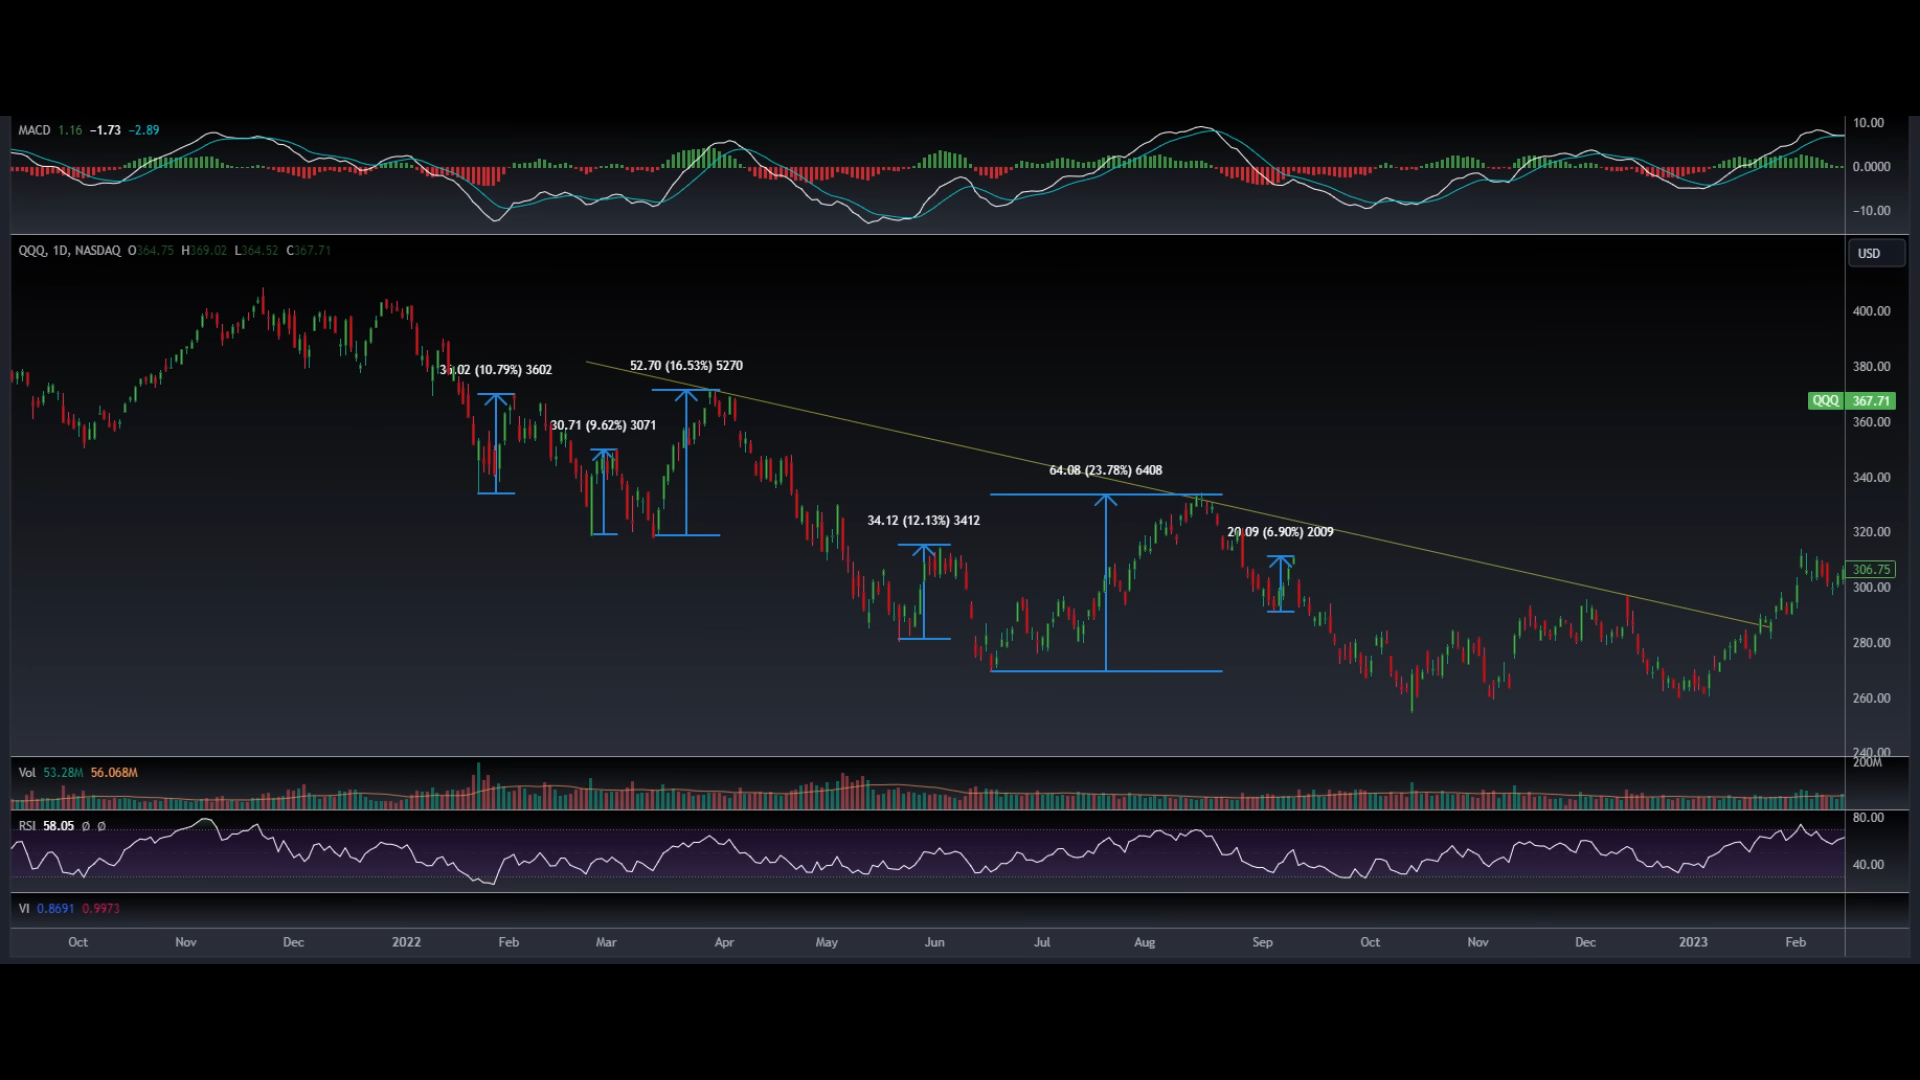 MACD 1.16 −1.73 −2.89
10.00
0.0000
−10.00
QQQ, 1D, NASDAQ O364.75 H369.02 L364.52 C367.71
USD
400.00
380.00
QQQ 367.71
360.00
340.00
320.00
306.75
300.00
280.00
260.00
240.00
36.02 (10.79%) 3602
52.70 (16.53%) 5270
30.71 (9.62%) 3071
64.08 (23.78%) 6408
34.12 (12.13%) 3412
20.09 (6.90%) 2009
Vol 53.28M 56.068M
200M
RSI 58.05 Ø Ø
80.00
40.00
VI 0.8691 0.9973
Oct Nov Dec 2022 Feb Mar Apr May Jun Jul Aug Sep Oct Nov Dec 2023 Feb